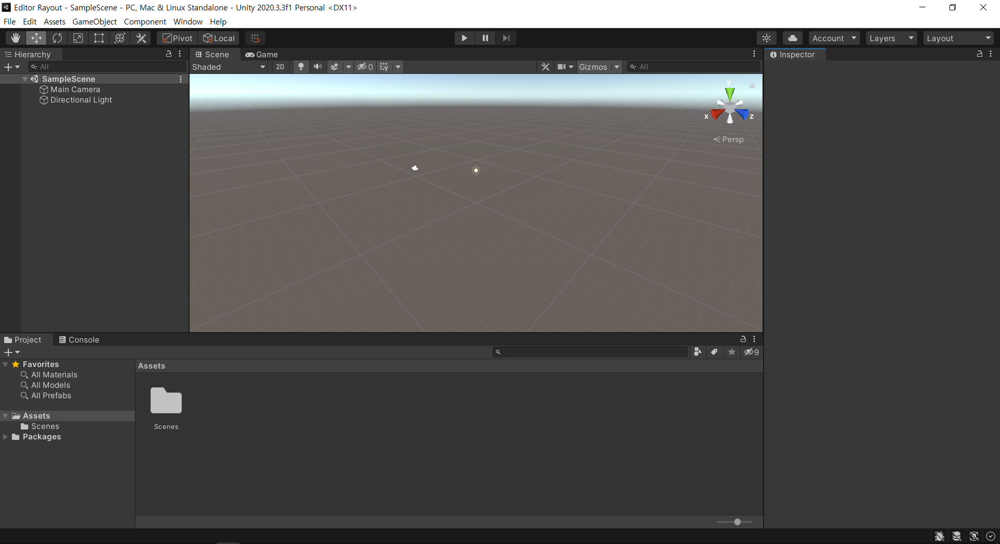 Editor Rayout - SampleScene - PC, Mac & Linux Standalone - Unity 2020.3.3f1 Personal <DX11>
File Edit Assets GameObject Component Window Help
Pivot Local Account Layers Layout
Hierarchy
All
SampleScene
Main Camera
Directional Light
Scene Game
Shaded 2D 0 Gizmos All
y
x z
Persp
Inspector
Project Console
9
Favorites
All Materials
All Models
All Prefabs
Assets
Scenes
Packages
Assets
Scenes